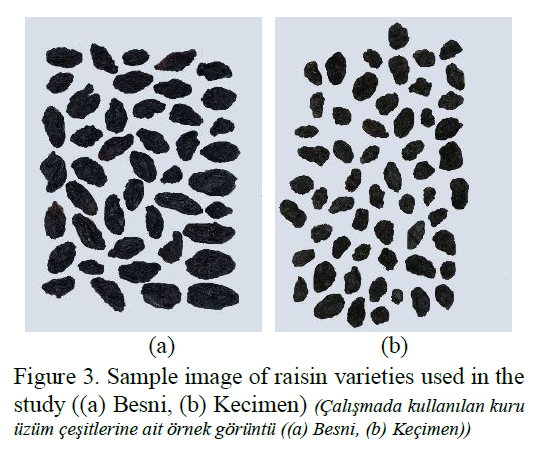 (a) (b)
Figure 3. Sample image of raisin varieties used in the
study ((a) Besni, (b) Kecimen) (Çalışmada kullanılan kuru
üzüm çeşitlerine ait örnek görüntü ((a) Besni, (b) Keçimen))